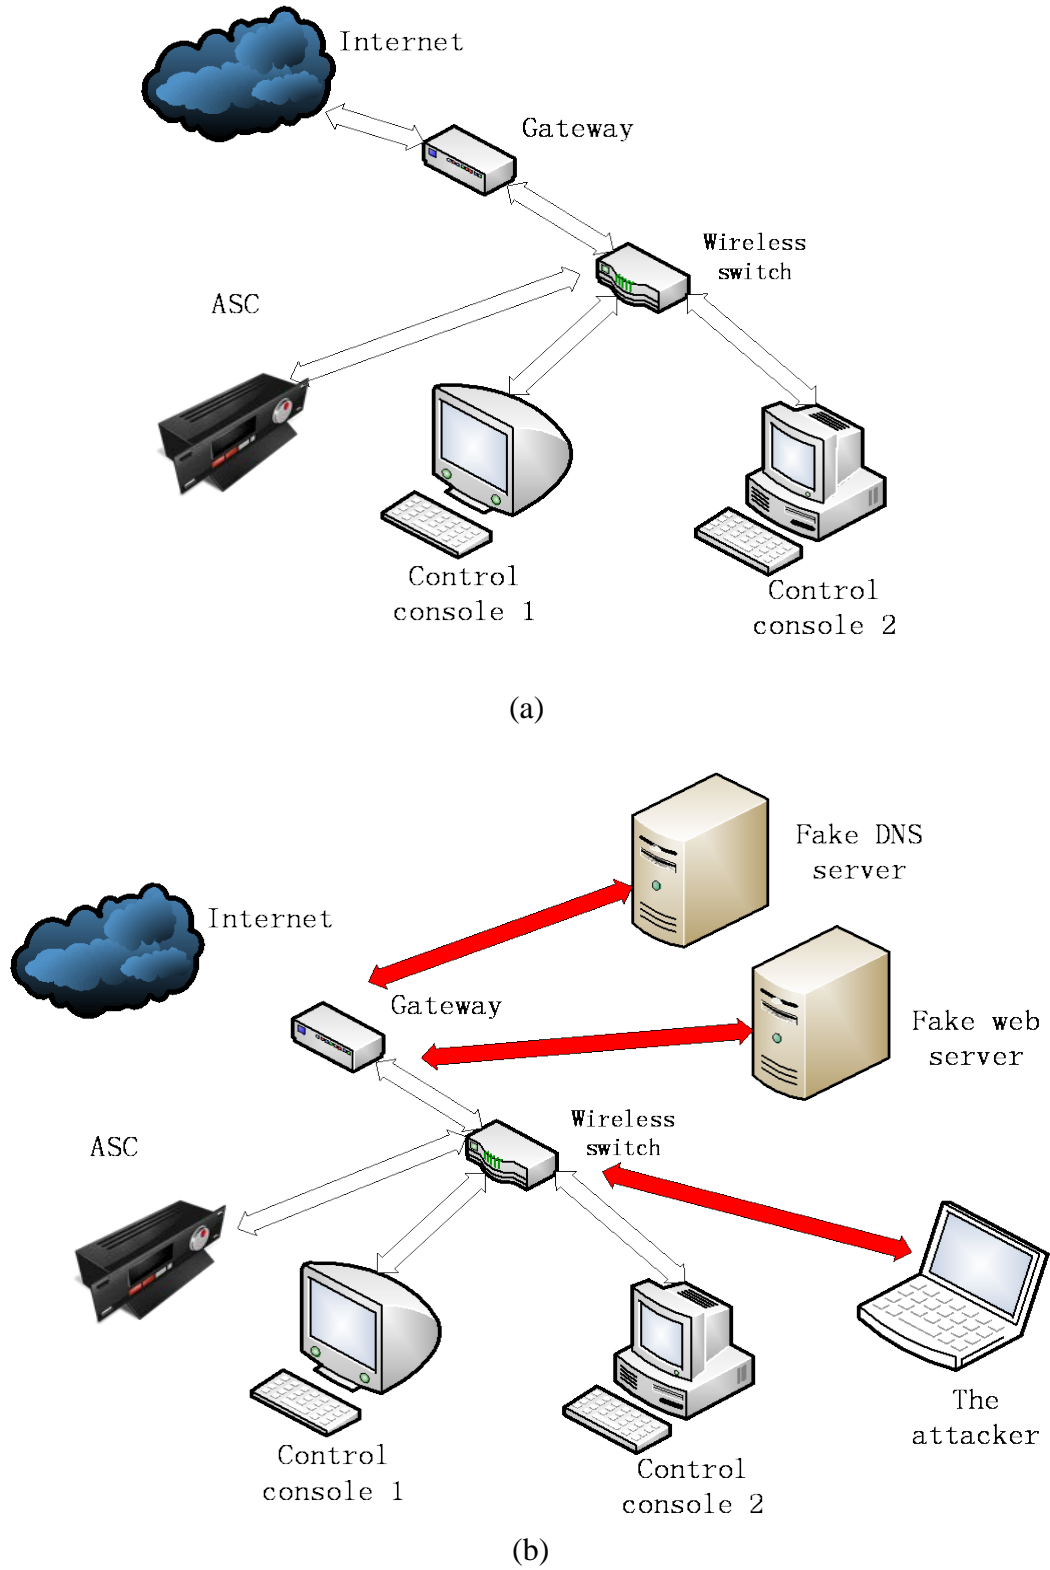 Internet
Gateway
Wireless
switch
ASC
Control
console 1
Control
console 2
(a)
Fake DNS
server
Internet
Gateway
Fake web
server
Wireless
switch
ASC
The
attacker
Control
console 1
Control
console 2
(b)